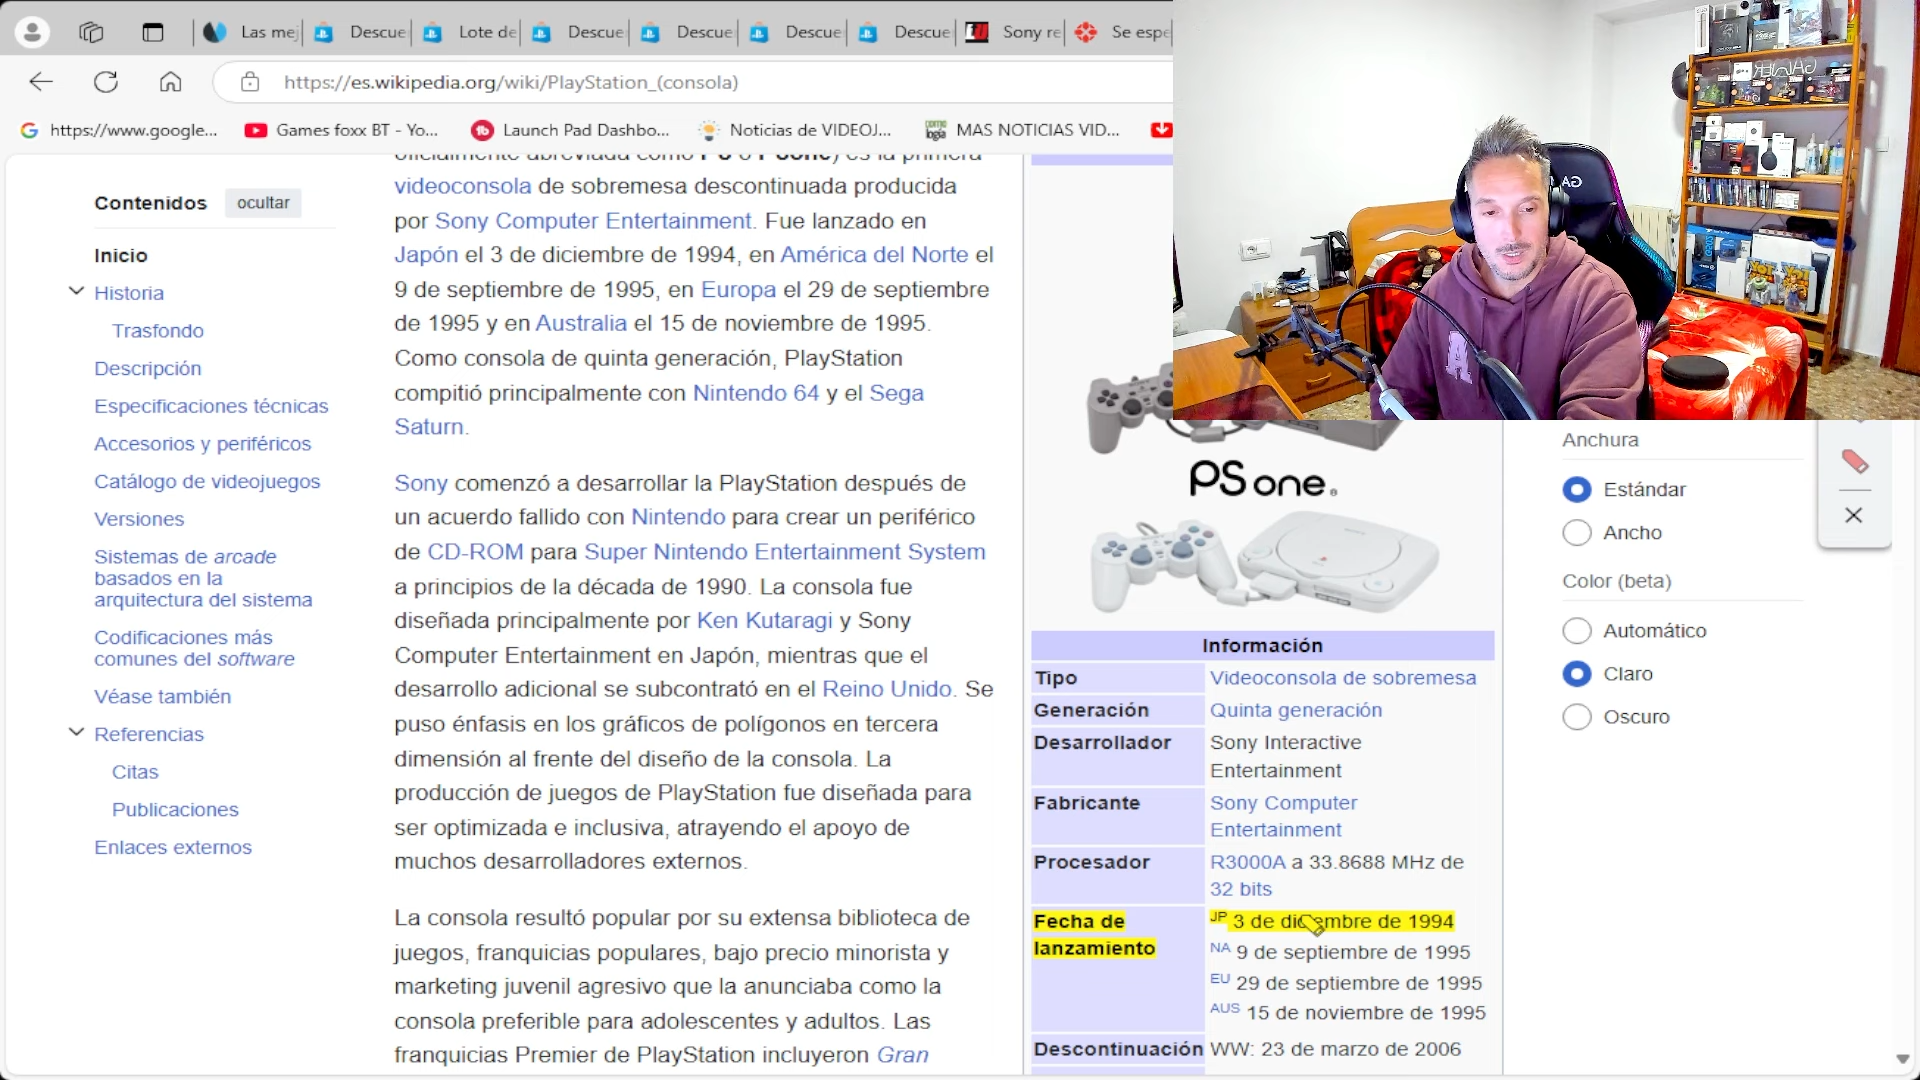 Las mej
Descue
Lote de
Descue
Descue
Descue
Descue
Sony re
Se espe
https://es.wikipedia.org/wiki/PlayStation_(consola)
https://www.google...
Games foxx BT - Yo...
Launch Pad Dashbo...
Noticias de VIDEOJ...
MAS NOTICIAS VID...
Contenidos
ocultar
Inicio
Historia
Trasfondo
Descripción
Especificaciones técnicas
Accesorios y periféricos
Catálogo de videojuegos
Versiones
Sistemas de arcade
basados en la
arquitectura del sistema
Codificaciones más
comunes del software
Véase también
Referencias
Citas
Publicaciones
Enlaces externos
oficialmente abreviada como PS o PSone) es la primera
videoconsola de sobremesa descontinuada producida
por Sony Computer Entertainment. Fue lanzado en
Japón el 3 de diciembre de 1994, en América del Norte el
9 de septiembre de 1995, en Europa el 29 de septiembre
de 1995 y en Australia el 15 de noviembre de 1995.
Como consola de quinta generación, PlayStation
compitió principalmente con Nintendo 64 y el Sega
Saturn.
Sony comenzó a desarrollar la PlayStation después de
un acuerdo fallido con Nintendo para crear un periférico
de CD-ROM para Super Nintendo Entertainment System
a principios de la década de 1990. La consola fue
diseñada principalmente por Ken Kutaragi y Sony
Computer Entertainment en Japón, mientras que el
desarrollo adicional se subcontrató en el Reino Unido. Se
puso énfasis en los gráficos de polígonos en tercera
dimensión al frente del diseño de la consola. La
producción de juegos de PlayStation fue diseñada para
ser optimizada e inclusiva, atrayendo el apoyo de
muchos desarrolladores externos.
La consola resultó popular por su extensa biblioteca de
juegos, franquicias populares, bajo precio minorista y
marketing juvenil agresivo que la anunciaba como la
consola preferible para adolescentes y adultos. Las
franquicias Premier de PlayStation incluyeron Gran
PS one
Información
Tipo
Videoconsola de sobremesa
Generación
Quinta generación
Desarrollador
Sony Interactive
Entertainment
Fabricante
Sony Computer
Entertainment
Procesador
R3000A a 33.8688 MHz de
32 bits
Fecha de
lanzamiento
JP 3 de diciembre de 1994
NA 9 de septiembre de 1995
EU 29 de septiembre de 1995
AUS 15 de noviembre de 1995
Descontinuación
WW: 23 de marzo de 2006
Anchura
Estándar
Ancho
Color (beta)
Automático
Claro
Oscuro